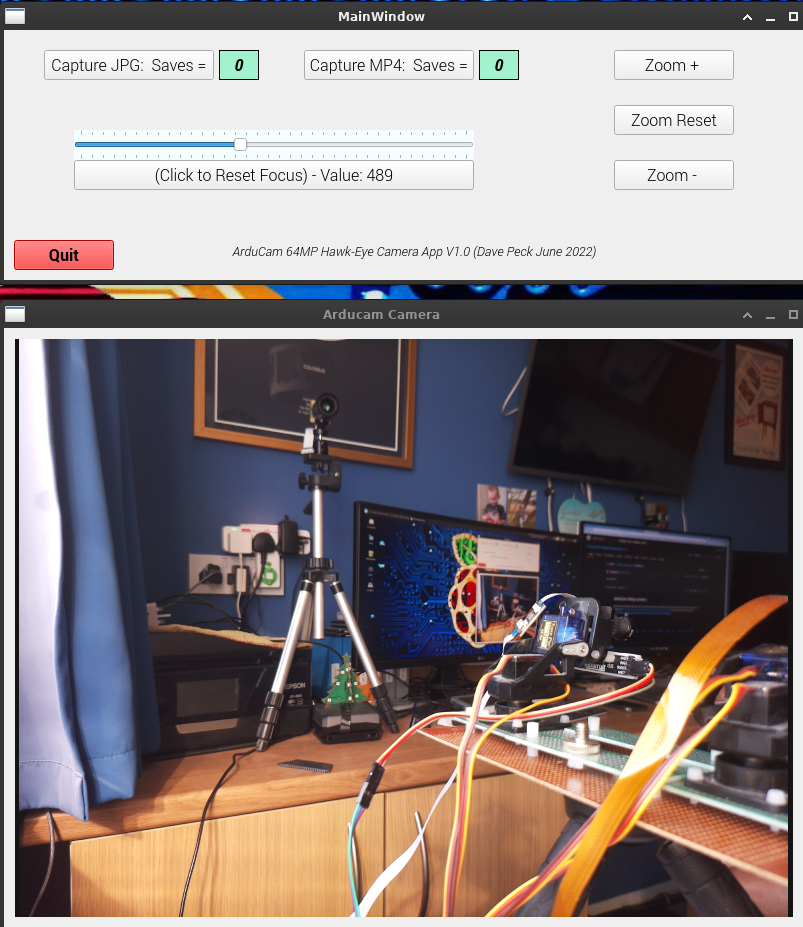 MainWindow
Capture JPG:  Saves = 0
Capture MP4:  Saves = 0
Zoom +
Zoom Reset
(Click to Reset Focus) - Value: 489
Zoom -
Quit
ArduCam 64MP Hawk-Eye Camera App V1.0 (Dave Peck June 2022)
Arducam Camera
EPSON